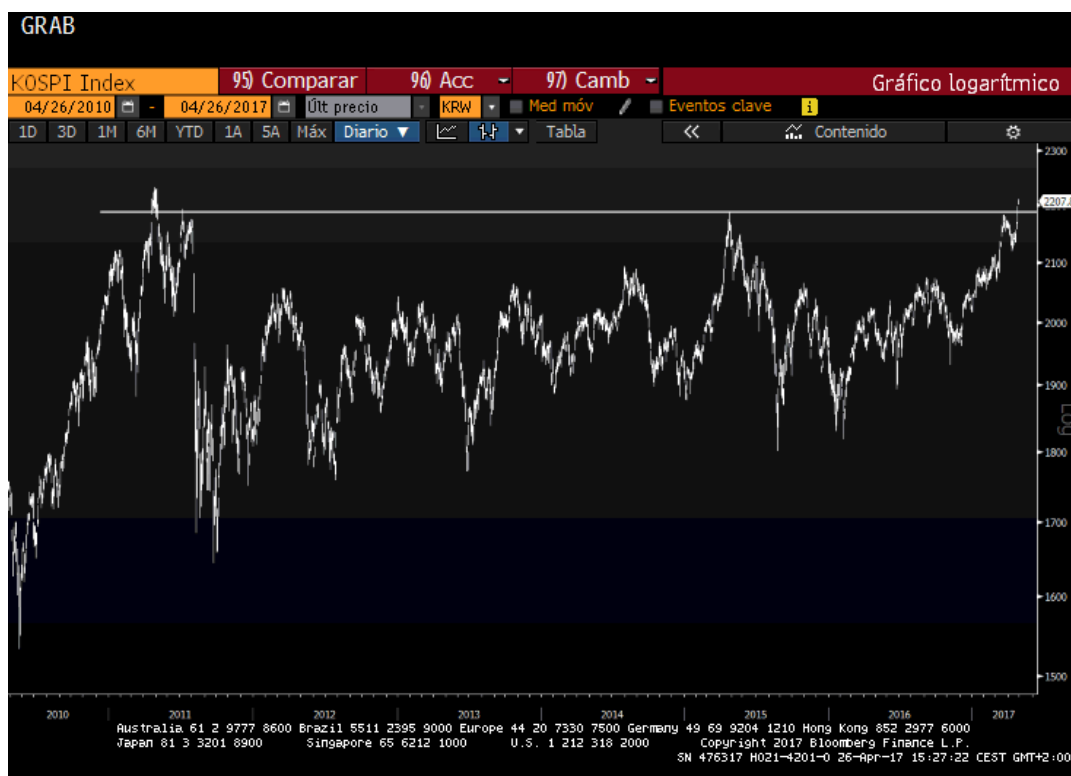 GRAB
KOSPI Index 95) Comparar 96) Acc 97) Camb Gráfico logarítmico
04/26/2010 - 04/26/2017 Últ precio KRW Med móv Eventos clave i
1D 3D 1M 6M YTD 1A 5A Máx Diario ▼ Tabla « Contenido
2300
2207.
2100
2000
1900
Log
1800
1700
1600
1500
2010 2011 2012 2013 2014 2015 2016 2017
Australia 61 2 9777 8600 Brazil 5511 2395 9000 Europe 44 20 7330 7500 Germany 49 69 9204 1210 Hong Kong 852 2977 6000
Japan 81 3 3201 8900 Singapore 65 6212 1000 U.S. 1 212 318 2000 Copyright 2017 Bloomberg Finance L.P.
SN 476317 H021-4201-0 26-Apr-17 15:27:22 CEST GMT+2:00